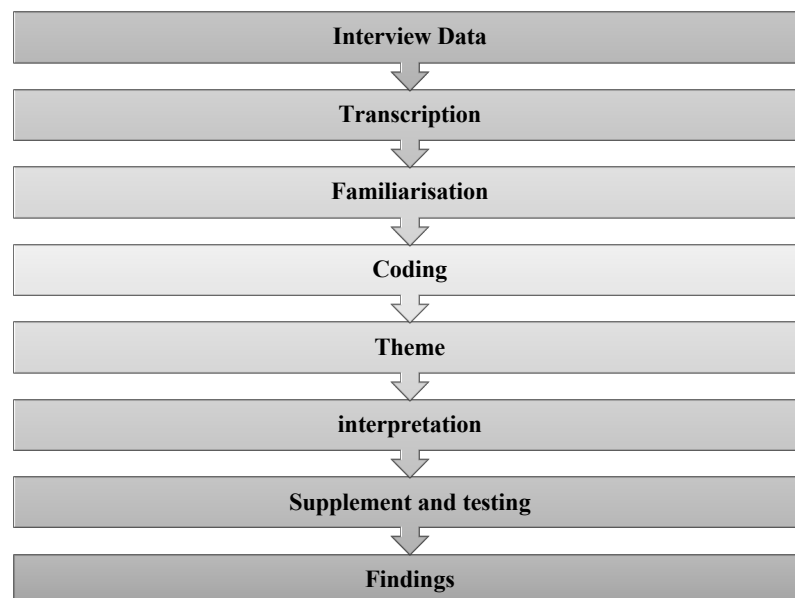 Interview Data
Transcription
Familiarisation
Coding
Theme
interpretation
Supplement and testing
Findings